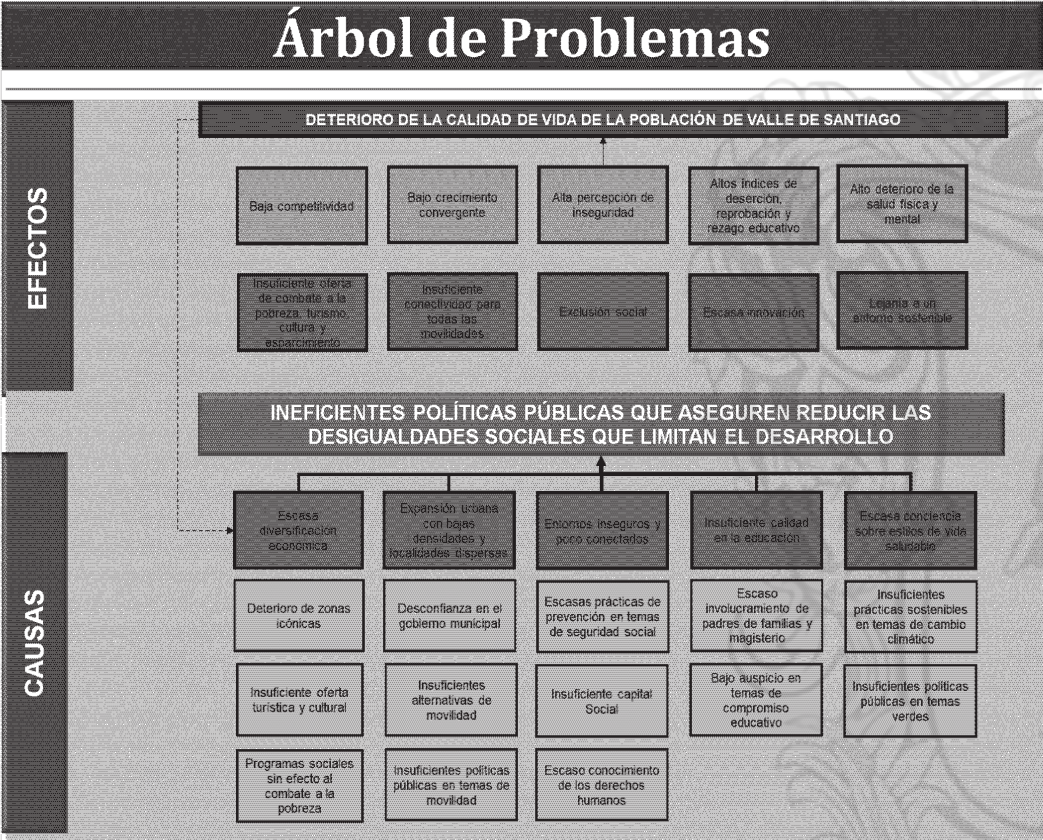 Árbol de Problemas
EFECTOS
DETERIORO DE LA CALIDAD DE VIDA DE LA POBLACIÓN DE VALLE DE SANTIAGO
Baja competitividad
Bajo crecimiento
convergente
Alta percepción de
inseguridad
Altos índices de
deserción,
reprobación y
rezago educativo
Alto deterioro de la
salud física y
mental
Insuficiente oferta
de combate a la
pobreza, turismo,
cultura y
esparcimiento
Insuficiente
conectividad para
todas las
movilidades
Exclusión social
Escasa innovación
Lejanía a un
entorno sostenible
INEFICIENTES POLÍTICAS PÚBLICAS QUE ASEGUREN REDUCIR LAS
DESIGUALDADES SOCIALES QUE LIMITAN EL DESARROLLO
CAUSAS
Escasa
diversificación
económica
Expansión urbana
con bajas
densidades y
localidades dispersas
Entornos inseguros y
poco conectados
Insuficiente calidad
en la educación
Escasa conciencia
sobre estilos de vida
saludable
Deterioro de zonas
icónicas
Desconfianza en el
gobierno municipal
Escasas prácticas de
prevención en temas
de seguridad social
Escaso
involucramiento de
padres de familias y
magisterio
Insuficientes
prácticas sostenibles
en temas de cambio
climático
Insuficiente oferta
turística y cultural
Insuficientes
alternativas de
movilidad
Insuficiente capital
Social
Bajo auspicio en
temas de
compromiso
educativo
Insuficientes políticas
públicas en temas
verdes
Programas sociales
sin efecto al
combate a la
pobreza
Insuficientes políticas
públicas en temas de
movilidad
Escaso conocimiento
de los derechos
humanos